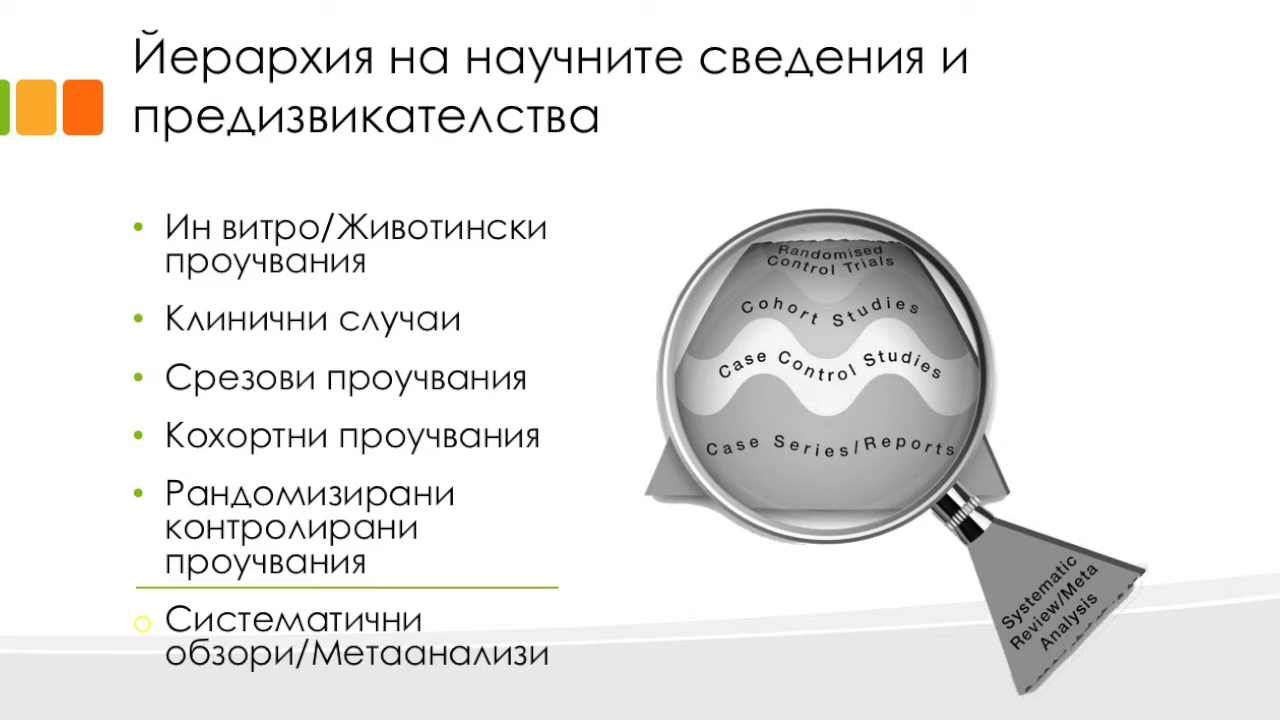 Йерархия на научните сведения и
предизвикателства
Ин витро/Животински
проучвания
Клинични случаи
Срезови проучвания
Кохортни проучвания
Рандомизирани
контролирани
проучвания
Систематични
обзори/Метаанализи
Randomised
Control Trials
Cohort Studies
Case Control Studies
Case Series/Reports
Systematic
Review/Meta
Analysis